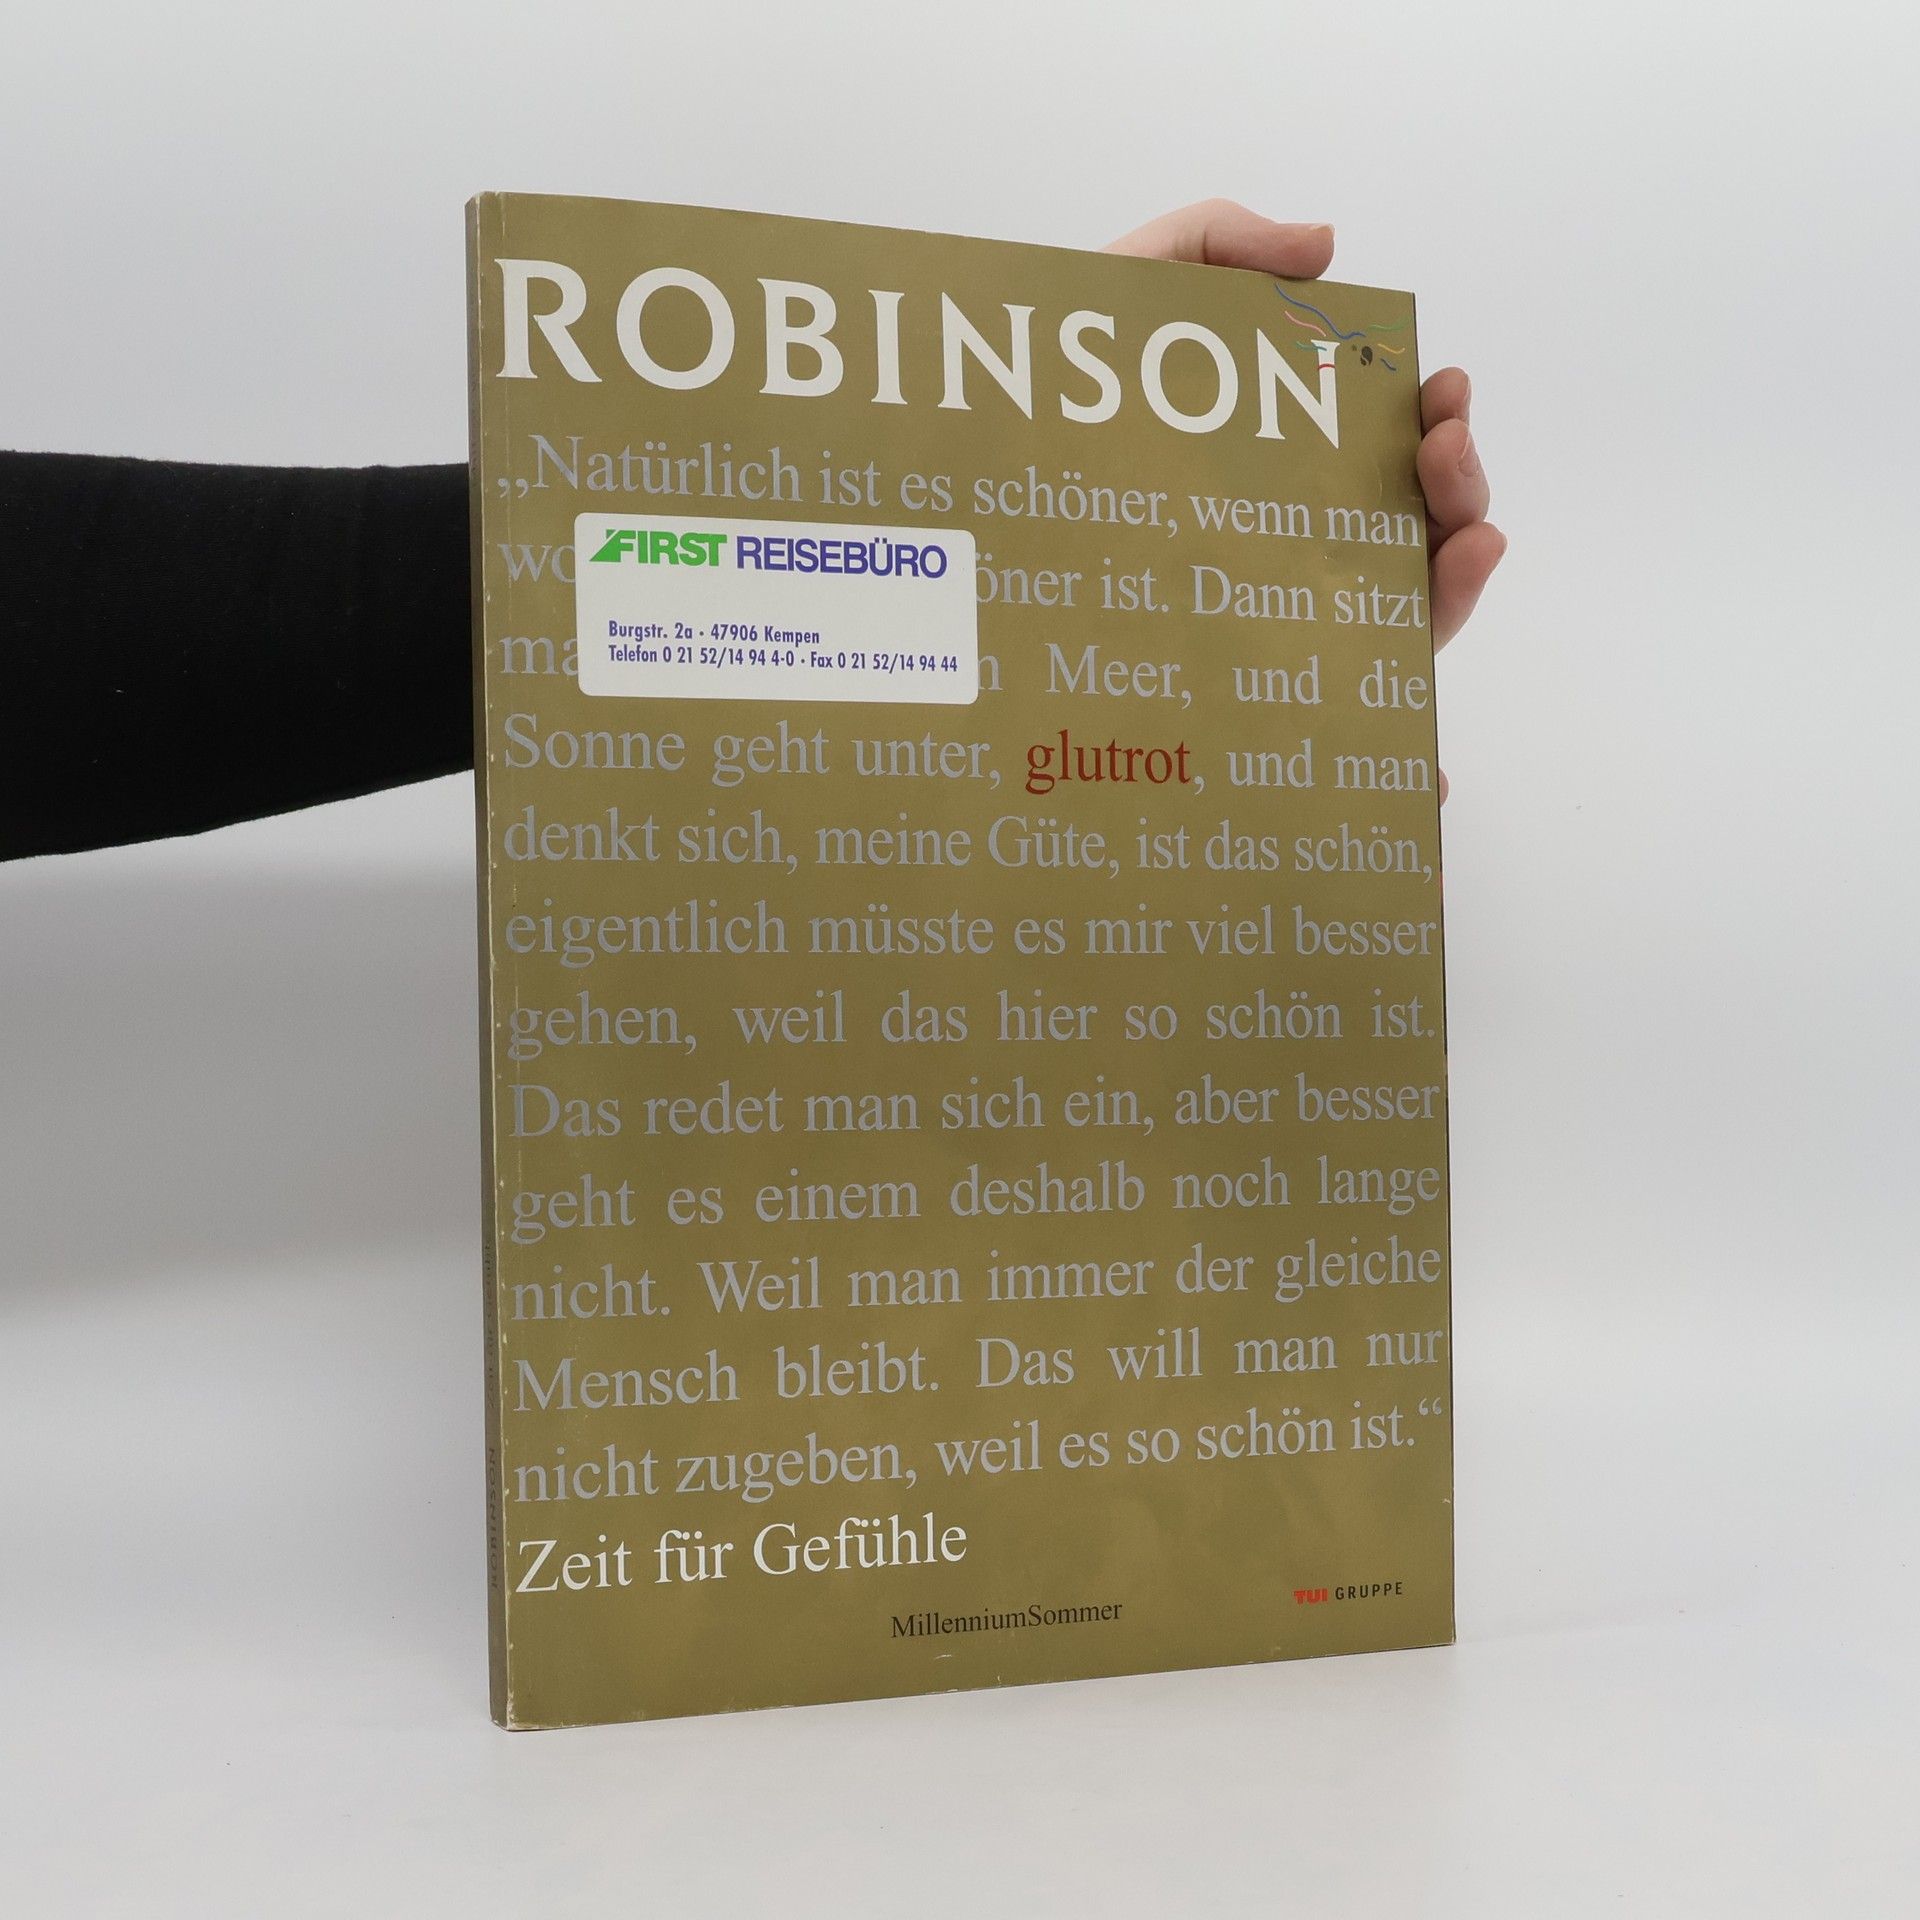 ROBINSON
„Natürlich ist es schöner, wenn man
FIRST REISEBÜRO
ist. Dann sitzt
Burgstr. 2a · 47906 Kempen
Telefon 0 21 52/14 94 4-0 · Fax 0 21 52/14 94 44
Meer, und die
Sonne geht unter, glutrot, und man
denkt sich, meine Güte, ist das schön,
eigentlich müsste es mir viel besser
gehen, weil das hier so schön ist.
Das redet man sich ein, aber besser
geht es einem deshalb noch lange
nicht. Weil man immer der gleiche
Mensch bleibt. Das will man nur
nicht zugeben, weil es so schön ist.“
Zeit für Gefühle
MillenniumSommer
TUI GRUPPE
ROBINSON